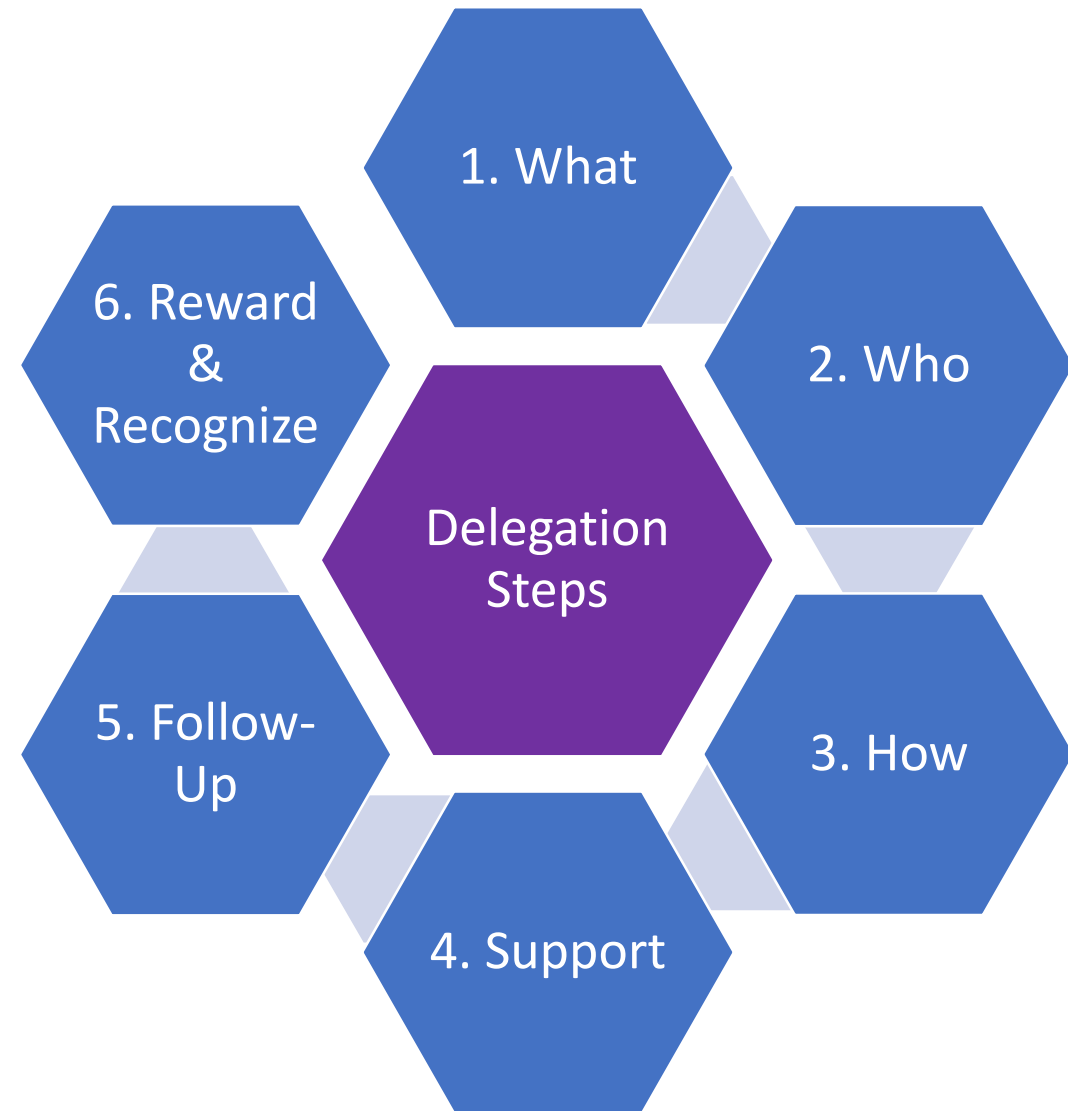 1. What
2. Who
3. How
4. Support
5. Follow-
Up
6. Reward
&
Recognize
Delegation
Steps